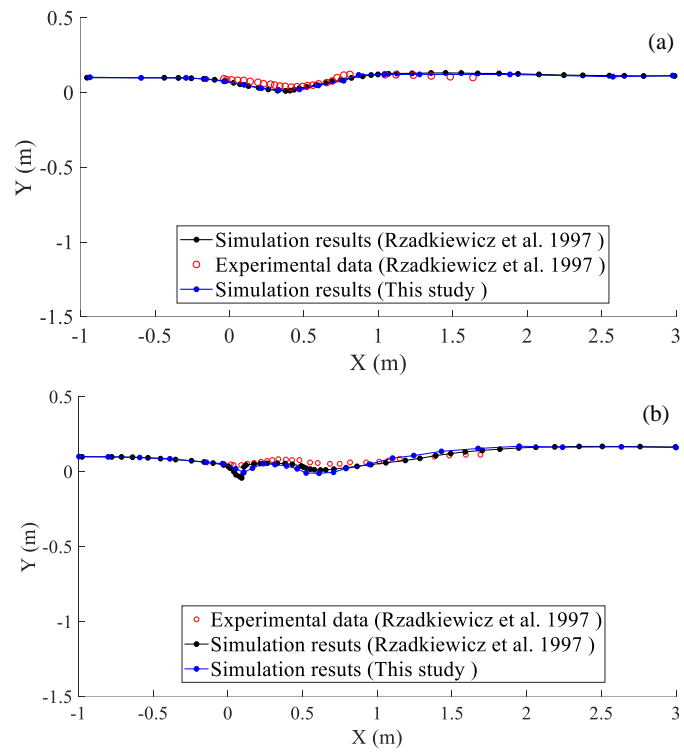 (a)
0.5
0
-0.5
-1
-1.5
Y (m)
Simulation results (Rzadkiewicz et al. 1997 )
Experimental data (Rzadkiewicz et al. 1997 )
Simulation results (This study )
-1 -0.5 0 0.5 1 1.5 2 2.5 3
X (m)
(b)
0.5
0
-0.5
-1
-1.5
Y (m)
Experimental data (Rzadkiewicz et al. 1997 )
Simulation resuts (Rzadkiewicz et al. 1997 )
Simulation resuts (This study )
-1 -0.5 0 0.5 1 1.5 2 2.5 3
X (m)